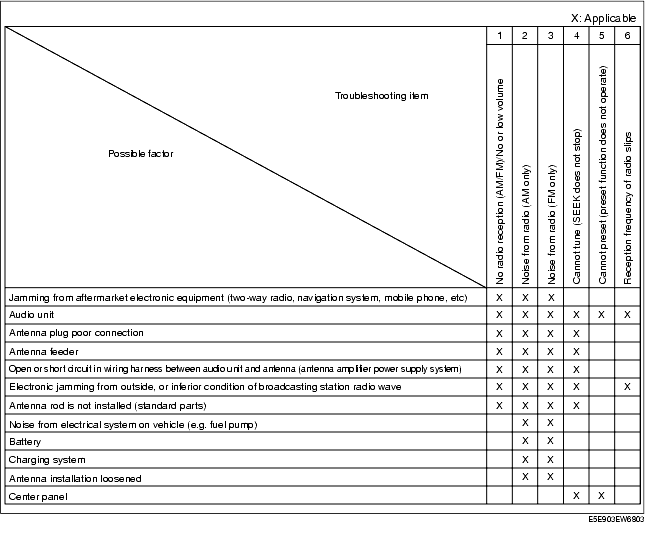 X: Applicable
1 2 3 4 5 6
Troubleshooting item
Possible factor
No radio reception (AM/FM)/No or low volume
Noise from radio (AM only)
Noise from radio (FM only)
Cannot tune (SEEK does not stop)
Cannot preset (preset function does not operate)
Reception frequency of radio slips
Jamming from aftermarket electronic equipment (two-way radio, navigation system, mobile phone, etc) X X X
Audio unit X X X X X X
Antenna plug poor connection X X X X
Antenna feeder X X X X
Open or short circuit in wiring harness between audio unit and antenna (antenna amplifier power supply system) X X X X
Electronic jamming from outside, or inferior condition of broadcasting station radio wave X X X X X
Antenna rod is not installed (standard parts) X X X X
Noise from electrical system on vehicle (e.g. fuel pump) X X
Battery X X
Charging system X X
Antenna installation loosened X X
Center panel X X
E5E903EW6803